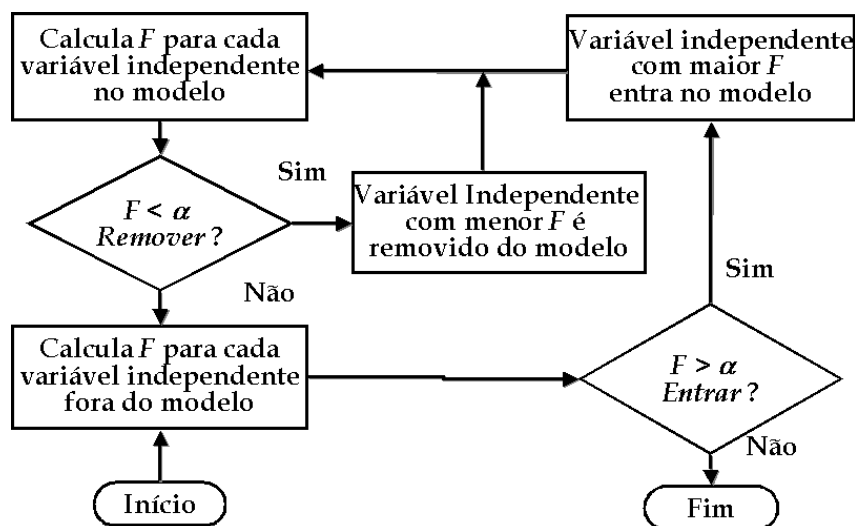 Calcula F para cada
variável independente
no modelo
Variável independente
com maior F
entra no modelo
Sim
F < α
Remover ?
Variável Independente
com menor F é
removido do modelo
Não
Sim
Calcula F para cada
variável independente
fora do modelo
F > α
Entrar ?
Não
Início
Fim